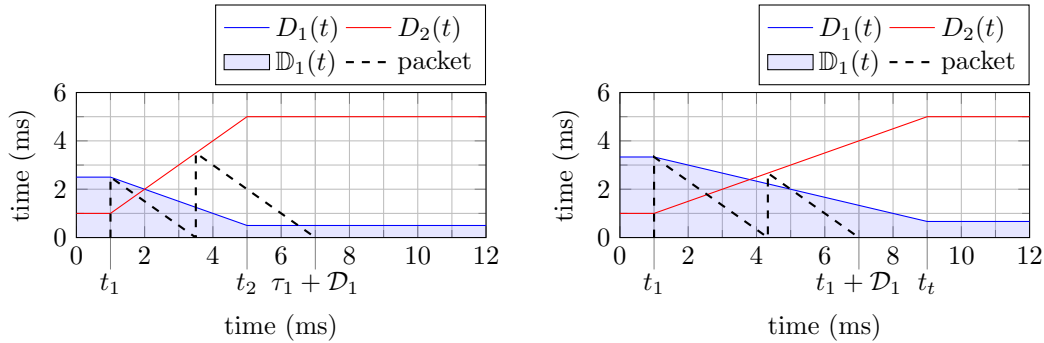 D₁(t) D₂(t)
𝔻₁(t) packet
6
4
2
0
time (ms)
0 2 4 6 8 10 12
t₁ t₂ τ₁ + 𝒟₁
time (ms)
D₁(t) D₂(t)
𝔻₁(t) packet
6
4
2
0
time (ms)
0 2 4 6 8 10 12
t₁ t₁ + 𝒟₁ tₜ
time (ms)